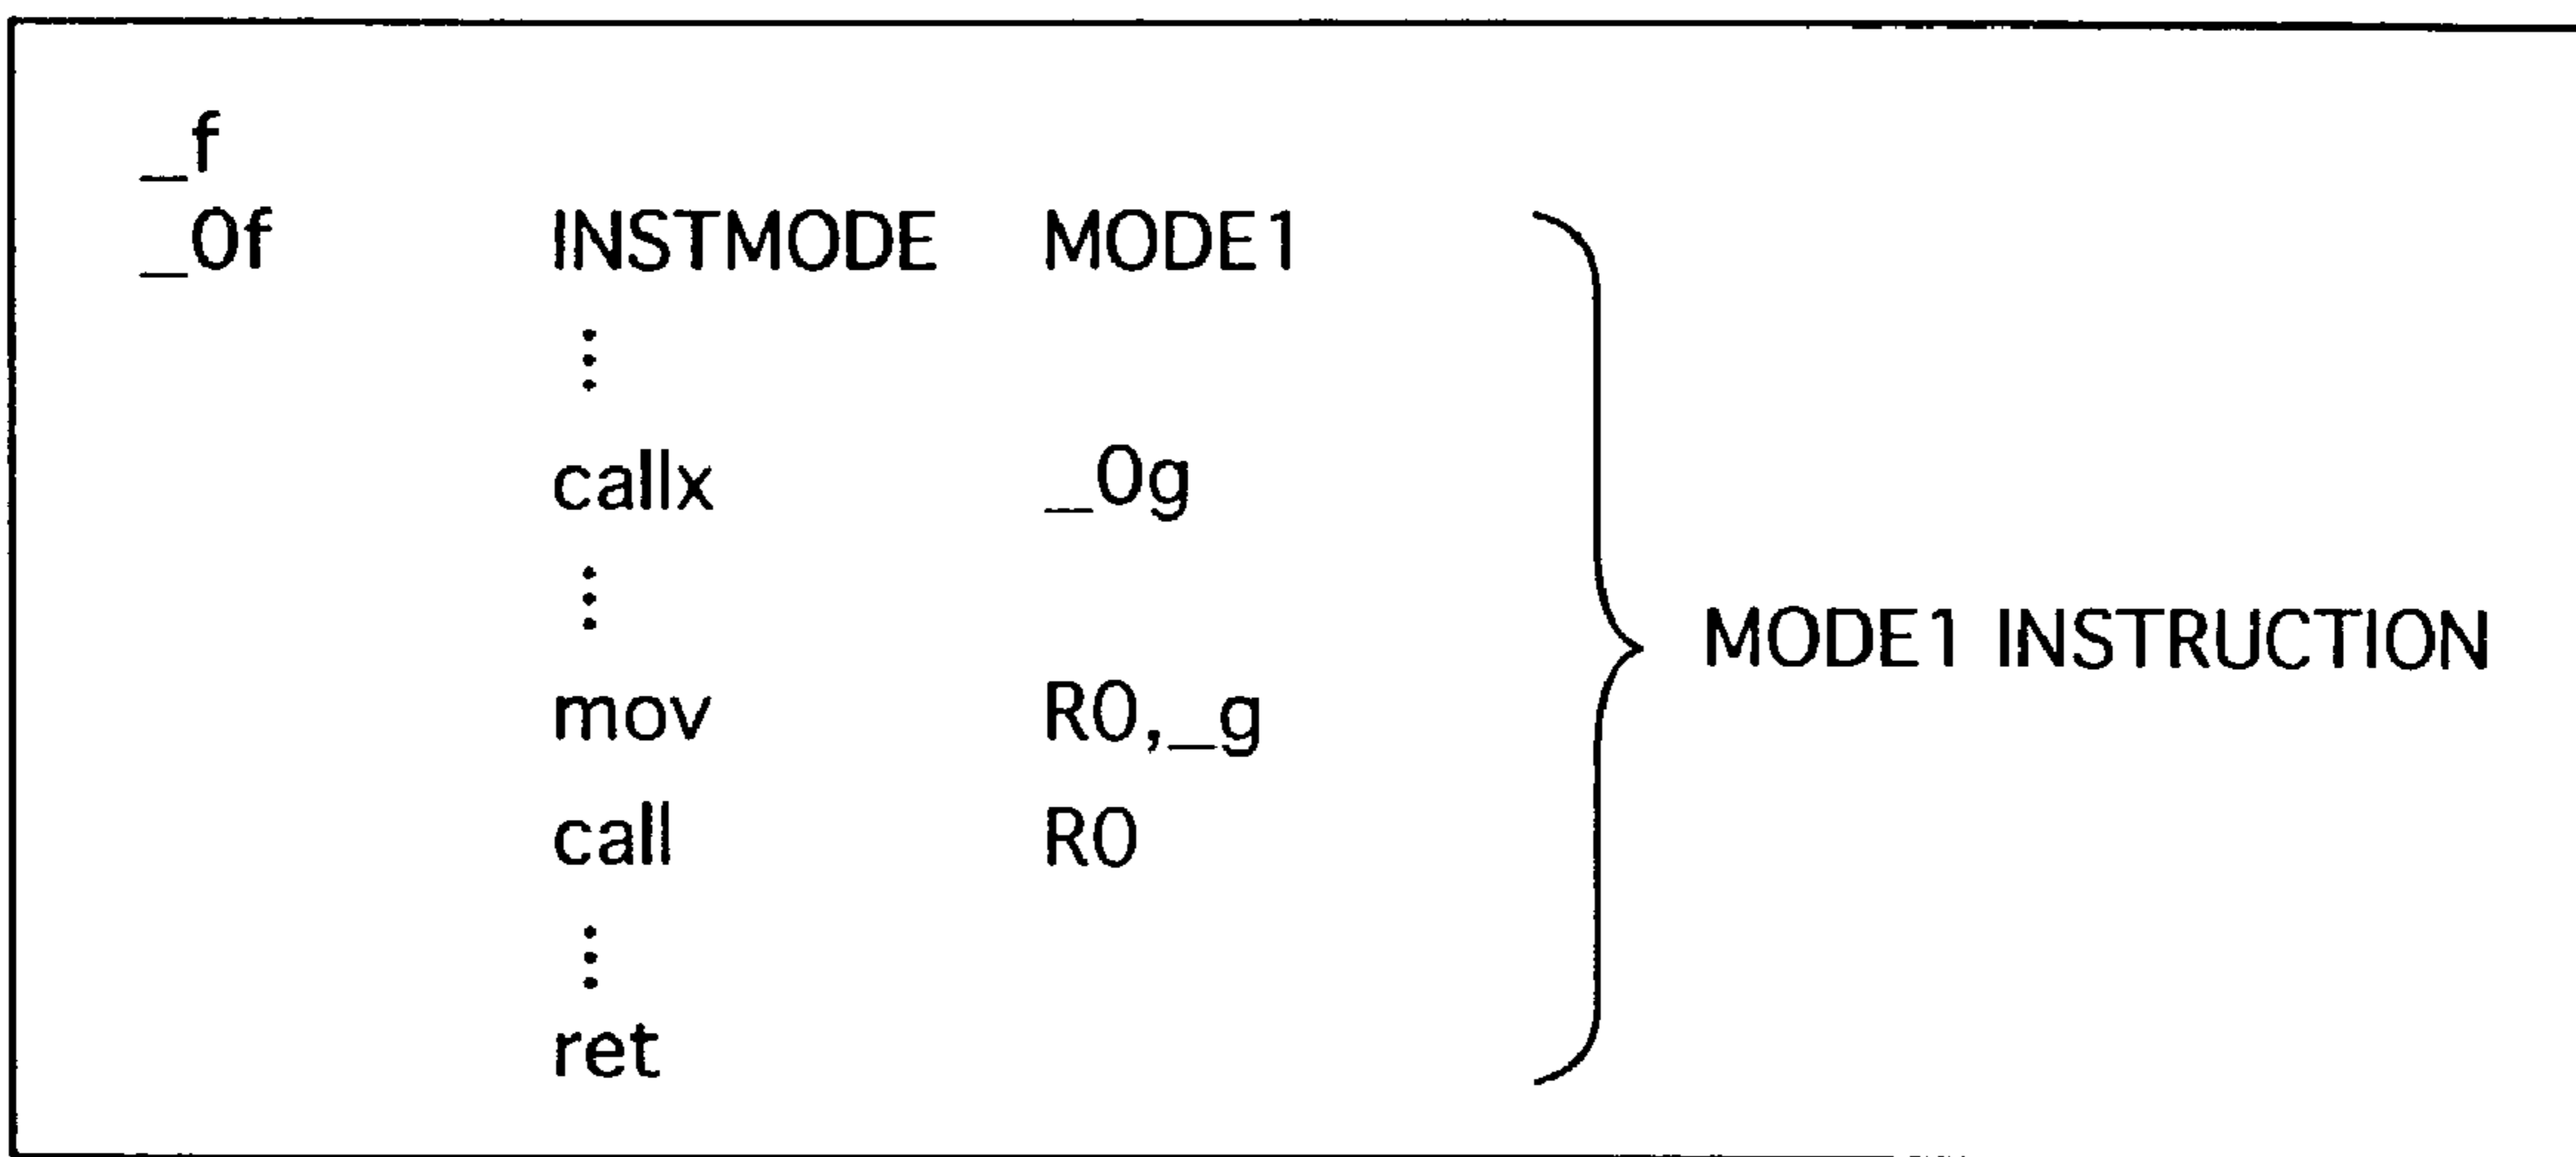 _f
_0f INSTMODE MODE1
⋮
callx _0g
⋮
mov R0,_g
call R0
⋮
ret
MODE1 INSTRUCTION